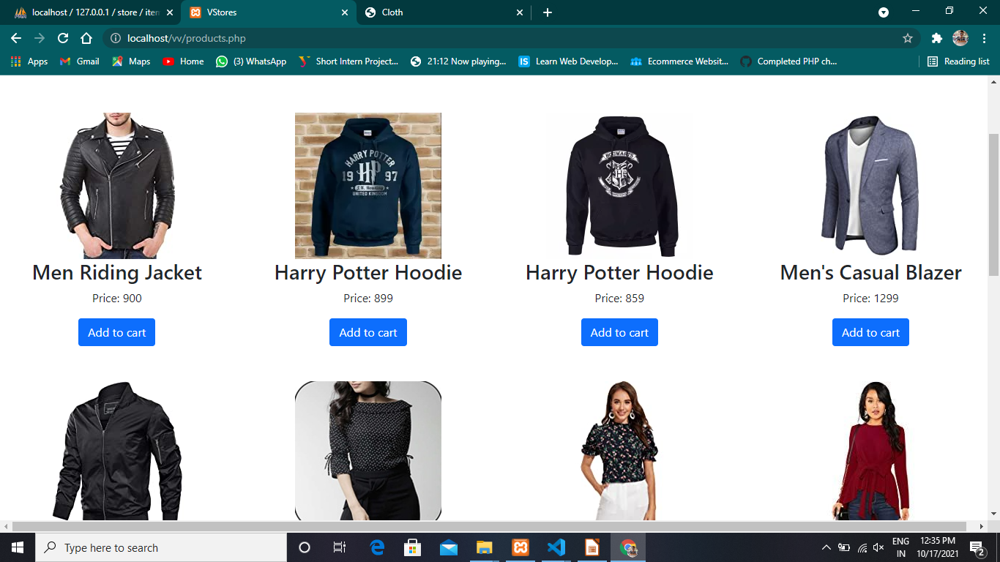 localhost / 127.0.0.1 / store / item
VStores
Cloth
localhost/vv/products.php
Apps
Gmail
Maps
Home
(3) WhatsApp
Short Intern Project...
21:12 Now playing...
IS
Learn Web Develop...
Ecommerce Websit...
Completed PHP ch...
Reading list
HARRY POTTER
19 HP 97
J.K. Rowling
UNITED KINGDOM
HOGWARTS
H
Men Riding Jacket
Harry Potter Hoodie
Harry Potter Hoodie
Men's Casual Blazer
Price: 900
Price: 899
Price: 859
Price: 1299
Add to cart
Add to cart
Add to cart
Add to cart
Type here to search
ENG
IN
12:35 PM
10/17/2021
2